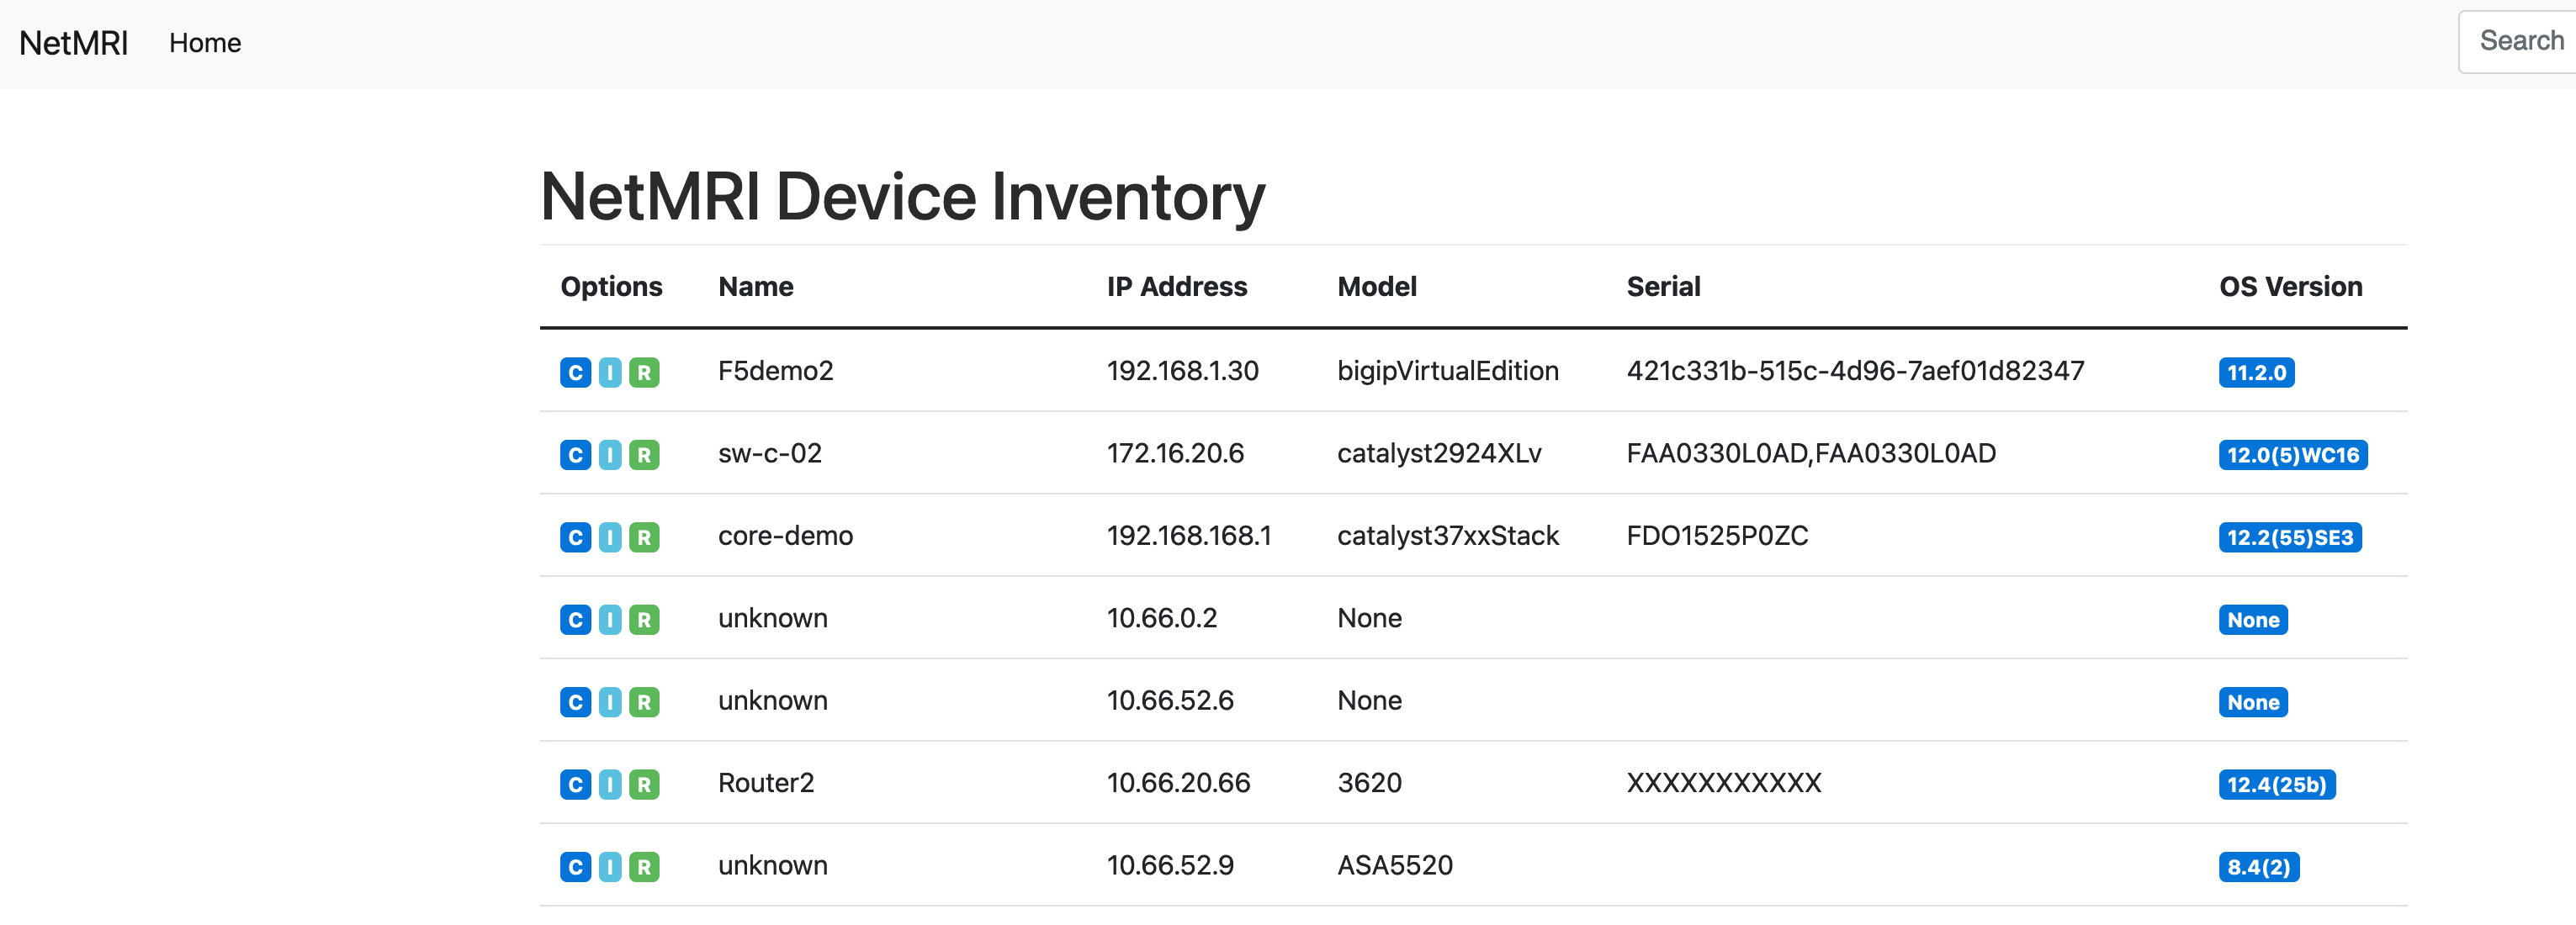 NetMRI Home Search
NetMRI Device Inventory
Options Name IP Address Model Serial OS Version
C I R F5demo2 192.168.1.30 bigipVirtualEdition 421c331b-515c-4d96-7aef01d82347 11.2.0
C I R sw-c-02 172.16.20.6 catalyst2924XLv FAA0330L0AD,FAA0330L0AD 12.0(5)WC16
C I R core-demo 192.168.168.1 catalyst37xxStack FDO1525P0ZC 12.2(55)SE3
C I R unknown 10.66.0.2 None None
C I R unknown 10.66.52.6 None None
C I R Router2 10.66.20.66 3620 XXXXXXXXXXX 12.4(25b)
C I R unknown 10.66.52.9 ASA5520 8.4(2)